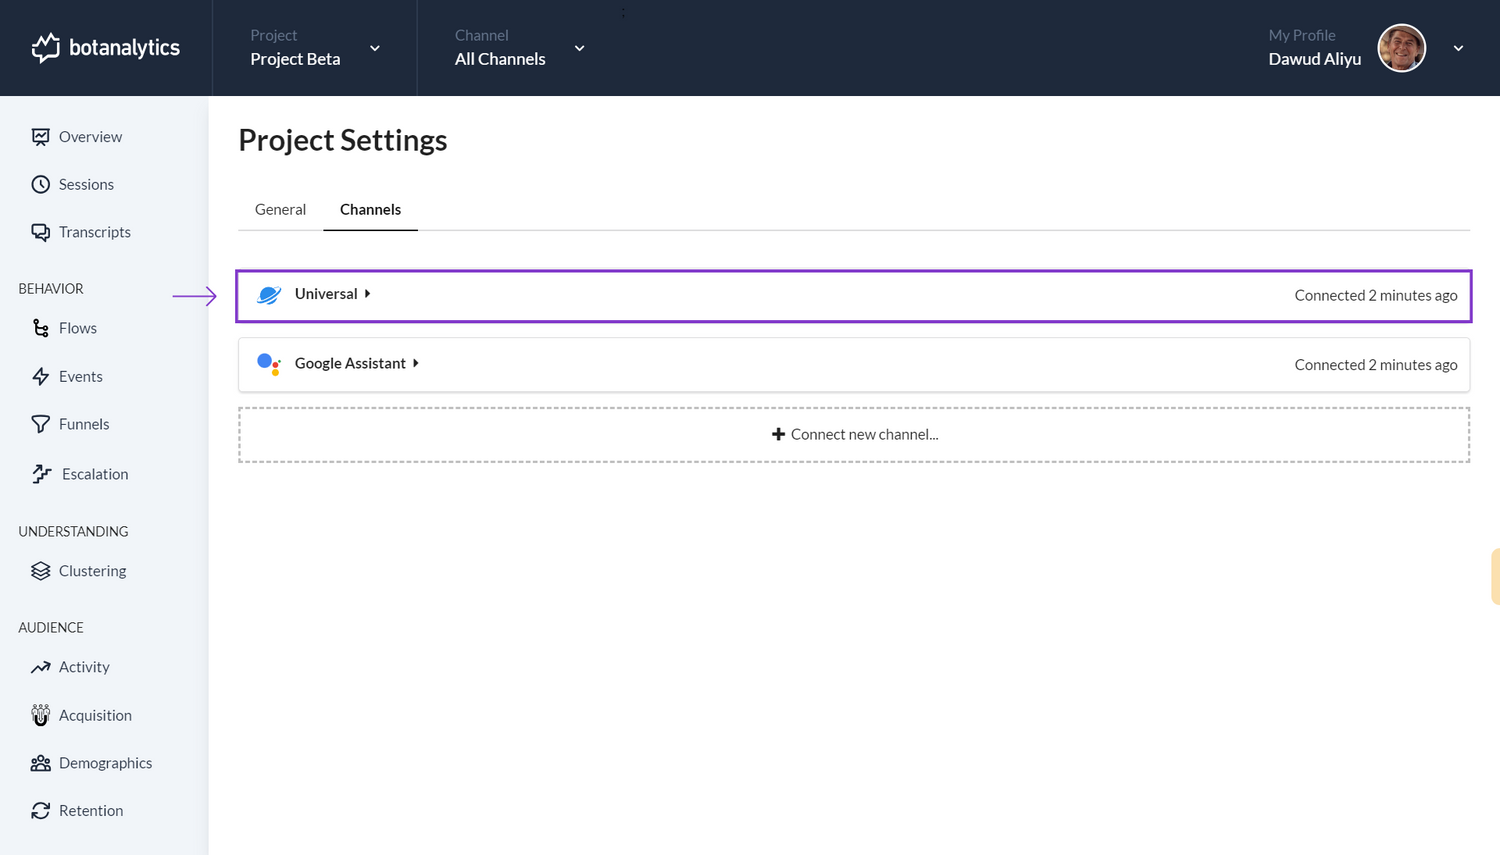 botanalytics
Project
Project Beta
Channel
All Channels
My Profile
Dawud Aliyu
Overview
Sessions
Transcripts
BEHAVIOR
Flows
Events
Funnels
Escalation
UNDERSTANDING
Clustering
AUDIENCE
Activity
Acquisition
Demographics
Retention
Project Settings
General
Channels
Universal
Connected 2 minutes ago
Google Assistant
Connected 2 minutes ago
Connect new channel...